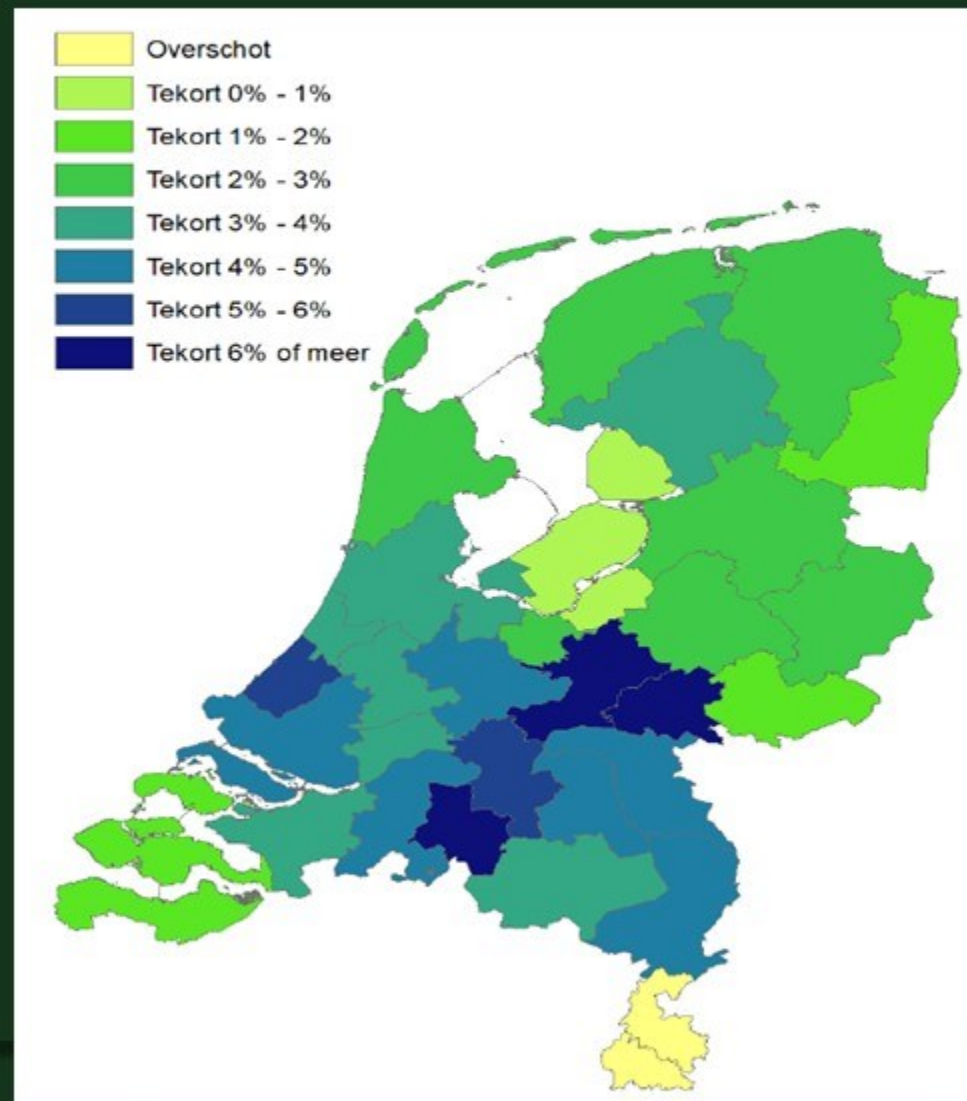 Overschot
Tekort 0% - 1%
Tekort 1% - 2%
Tekort 2% - 3%
Tekort 3% - 4%
Tekort 4% - 5%
Tekort 5% - 6%
Tekort 6% of meer